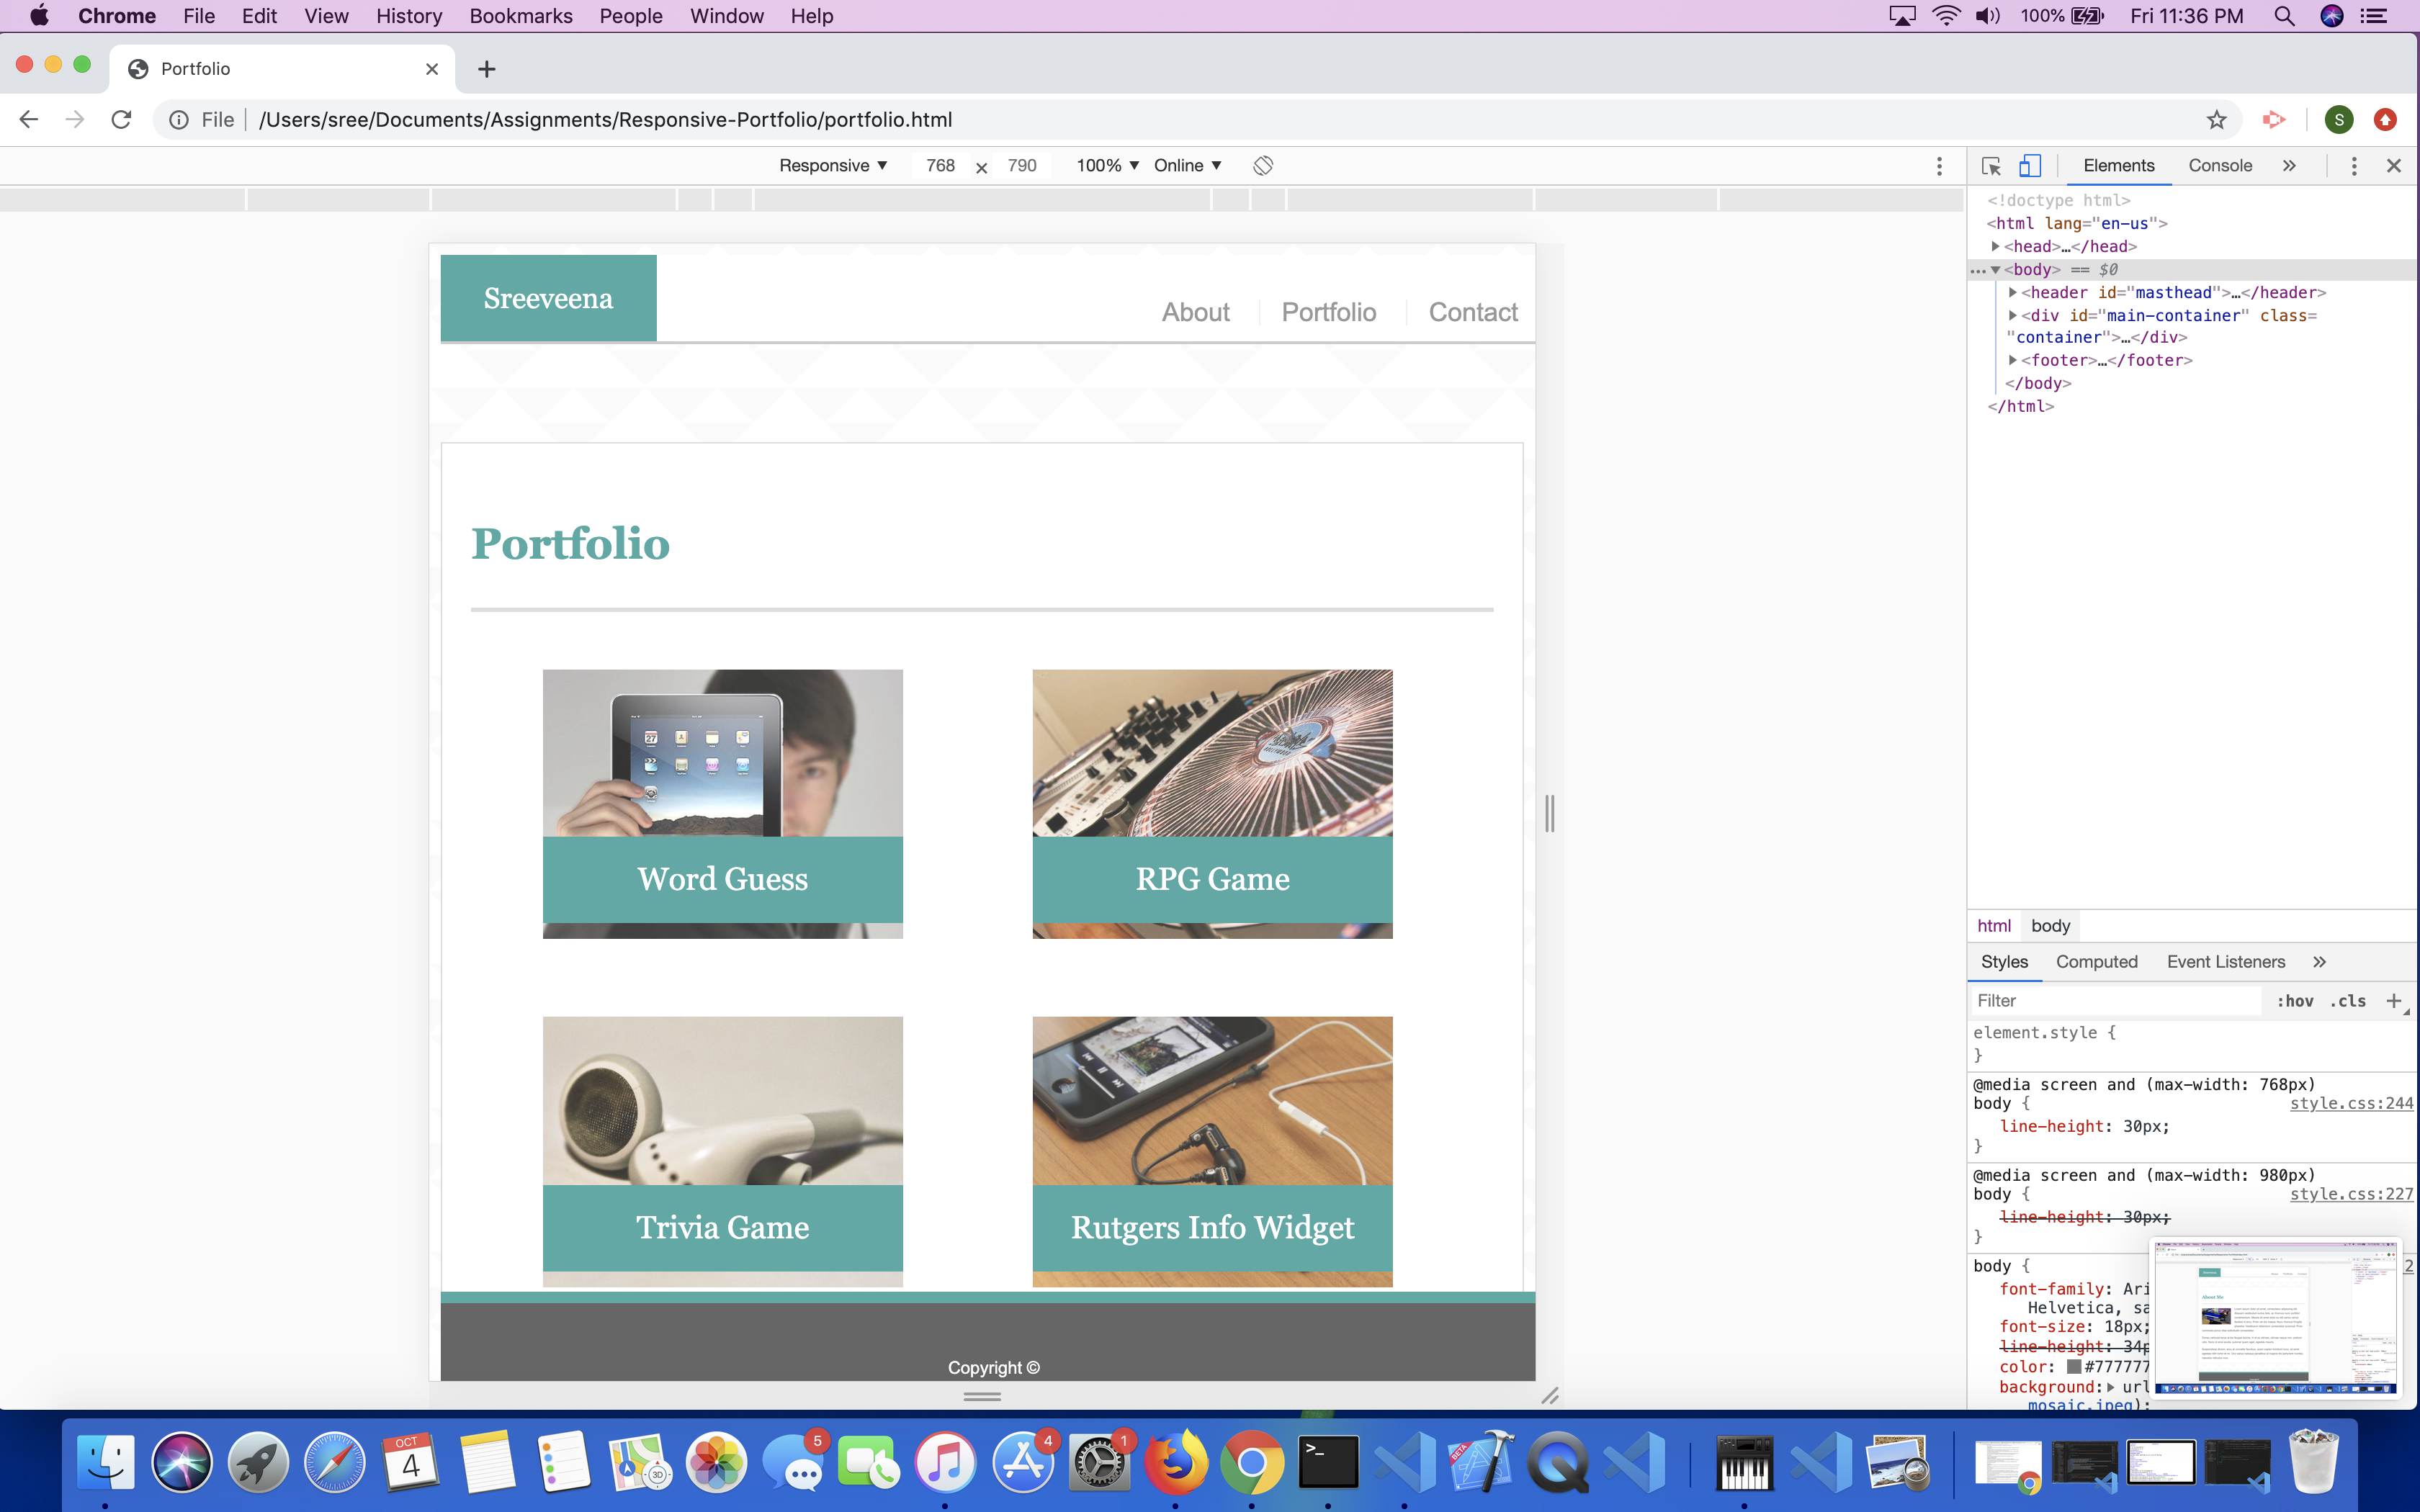 Chrome File Edit View History Bookmarks People Window Help 100% Fri 11:36 PM
Portfolio
File /Users/sree/Documents/Assignments/Responsive-Portfolio/portfolio.html
S
Responsive ▼ 768 × 790 100% ▼ Online ▼
Elements Console »
<!doctype html>
<html lang="en-us">
<head>…</head>
<body> == $0
<header id="masthead">…</header>
<div id="main-container" class=
"container">…</div>
<footer>…</footer>
</body>
</html>
Sreeveena
About Portfolio Contact
Portfolio
Word Guess
RPG Game
Trivia Game
Rutgers Info Widget
Copyright ©
html body
Styles Computed Event Listeners »
Filter :hov .cls +
element.style {
}
@media screen and (max-width: 768px)
body { style.css:244
line-height: 30px;
}
@media screen and (max-width: 980px)
body { style.css:227
line-height: 30px;
}
body { 2
font-family: Ari
Helvetica, sa
font-size: 18px;
line-height: 34p
color: #777777
background: url
mosaic.jpeg);
About Me
OCT
4
3D
5
4
1
BETA
>_